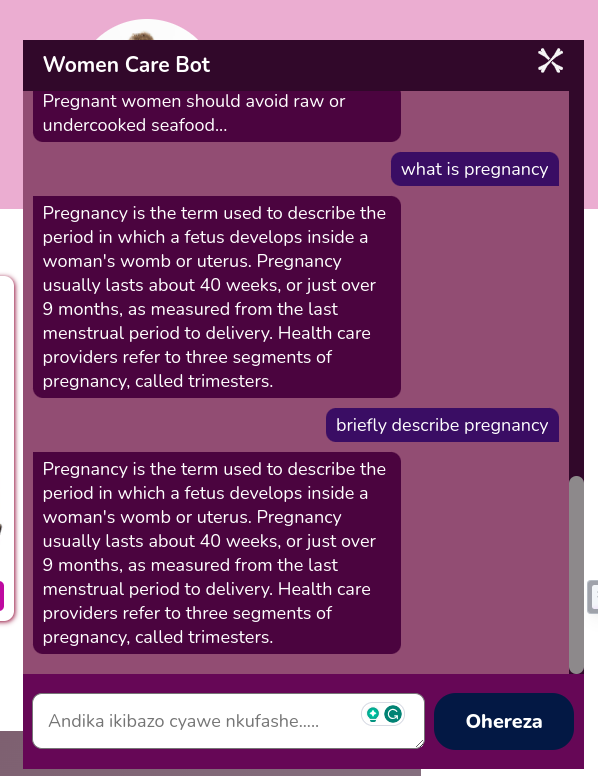 Women Care Bot
Pregnant women should avoid raw or
undercooked seafood...
what is pregnancy
Pregnancy is the term used to describe the
period in which a fetus develops inside a
woman's womb or uterus. Pregnancy
usually lasts about 40 weeks, or just over
9 months, as measured from the last
menstrual period to delivery. Health care
providers refer to three segments of
pregnancy, called trimesters.
briefly describe pregnancy
Pregnancy is the term used to describe the
period in which a fetus develops inside a
woman's womb or uterus. Pregnancy
usually lasts about 40 weeks, or just over
9 months, as measured from the last
menstrual period to delivery. Health care
providers refer to three segments of
pregnancy, called trimesters.
Andika ikibazo cyawe nkufashe.....
Ohereza